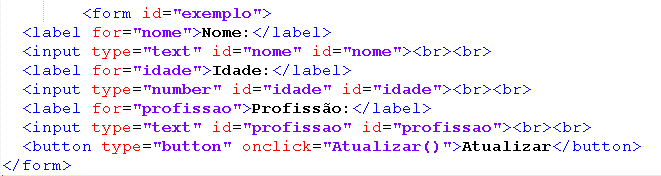 <form id="exemplo">
<label for="nome">Nome:</label>
<input type="text" id="nome" id="nome"><br><br>
<label for="idade">Idade:</label>
<input type="number" id="idade" id="idade"><br><br>
<label for="profissao">Profissão:</label>
<input type="text" id="profissao" id="profissao"><br><br>
<button type="button" onclick="Atualizar()">Atualizar</button>
</form>